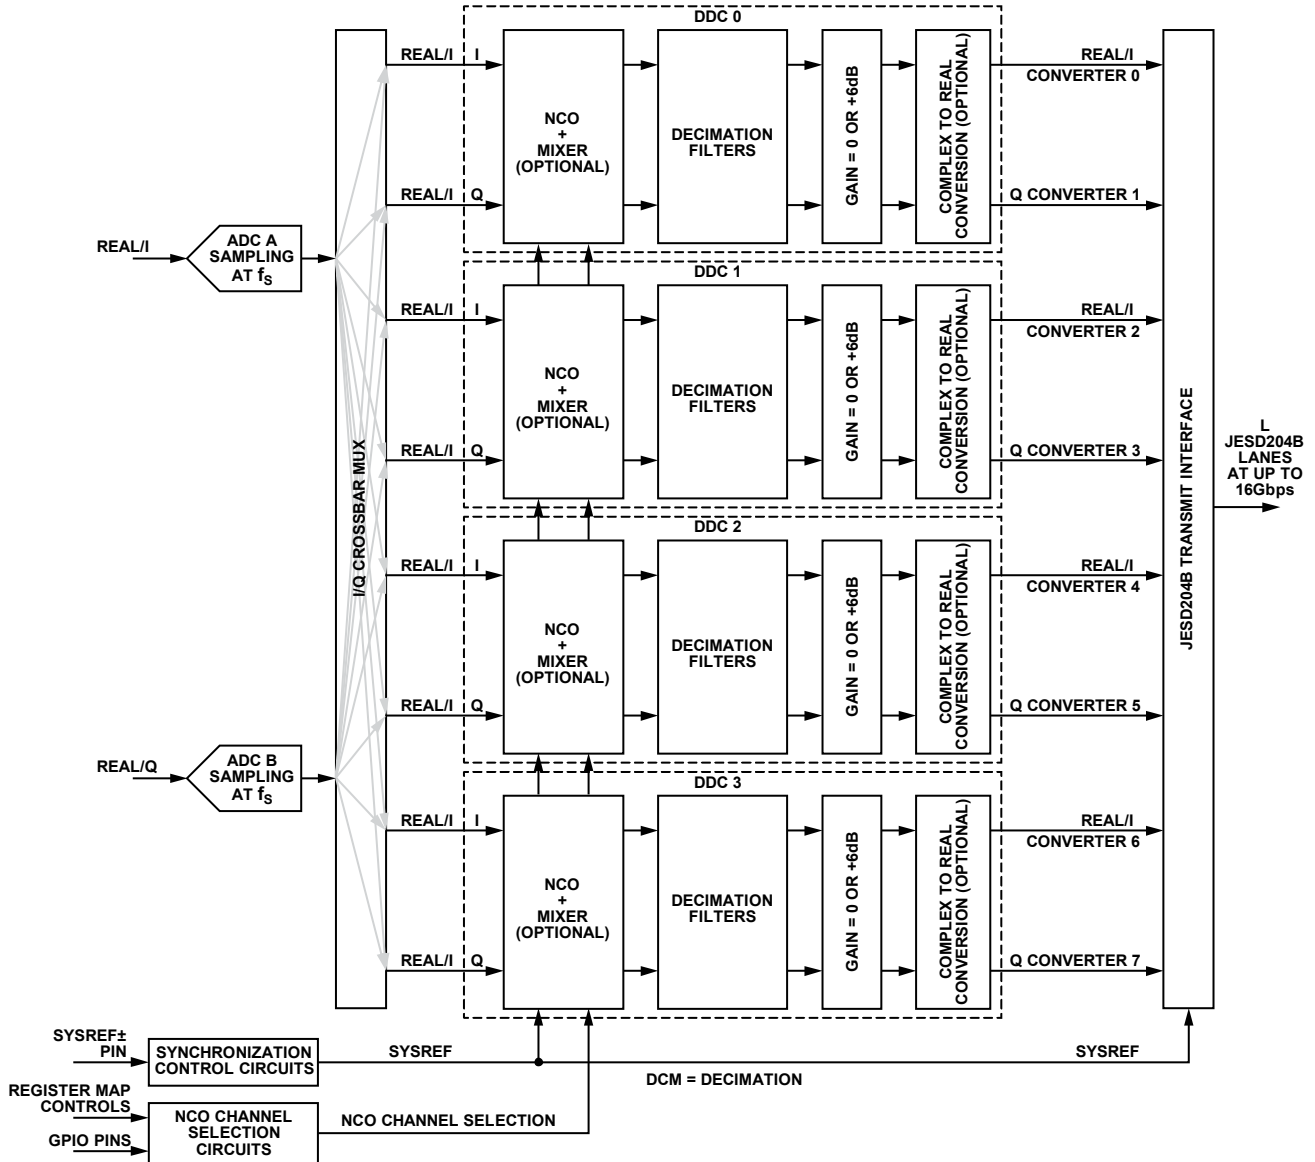 DDC 0
REAL/I I
NCO
+
MIXER
(OPTIONAL)
DECIMATION
FILTERS
GAIN = 0 OR +6dB
COMPLEX TO REAL
CONVERSION (OPTIONAL)
REAL/I
CONVERTER 0
REAL/I Q
Q CONVERTER 1
REAL/I
ADC A
SAMPLING
AT fS
DDC 1
REAL/I I
NCO
+
MIXER
(OPTIONAL)
DECIMATION
FILTERS
GAIN = 0 OR +6dB
COMPLEX TO REAL
CONVERSION (OPTIONAL)
REAL/I
CONVERTER 2
REAL/I Q
Q CONVERTER 3
I/Q CROSSBAR MUX
JESD204B TRANSMIT INTERFACE
L
JESD204B
LANES
AT UP TO
16Gbps
DDC 2
REAL/I I
NCO
+
MIXER
(OPTIONAL)
DECIMATION
FILTERS
GAIN = 0 OR +6dB
COMPLEX TO REAL
CONVERSION (OPTIONAL)
REAL/I
CONVERTER 4
REAL/I Q
Q CONVERTER 5
REAL/Q
ADC B
SAMPLING
AT fS
DDC 3
REAL/I I
NCO
+
MIXER
(OPTIONAL)
DECIMATION
FILTERS
GAIN = 0 OR +6dB
COMPLEX TO REAL
CONVERSION (OPTIONAL)
REAL/I
CONVERTER 6
REAL/I Q
Q CONVERTER 7
SYSREF±
PIN
SYNCHRONIZATION
CONTROL CIRCUITS
SYSREF
SYSREF
DCM = DECIMATION
REGISTER MAP
CONTROLS
GPIO PINS
NCO CHANNEL
SELECTION
CIRCUITS
NCO CHANNEL SELECTION